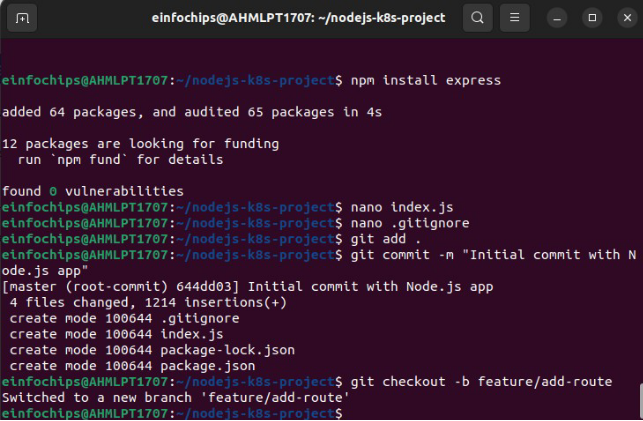 einfochips@AHMLPT1707: ~/nodejs-k8s-project
einfochips@AHMLPT1707:~/nodejs-k8s-project$ npm install express
added 64 packages, and audited 65 packages in 4s
12 packages are looking for funding
  run `npm fund` for details
found 0 vulnerabilities
einfochips@AHMLPT1707:~/nodejs-k8s-project$ nano index.js
einfochips@AHMLPT1707:~/nodejs-k8s-project$ nano .gitignore
einfochips@AHMLPT1707:~/nodejs-k8s-project$ git add .
einfochips@AHMLPT1707:~/nodejs-k8s-project$ git commit -m "Initial commit with N
ode.js app"
[master (root-commit) 644dd03] Initial commit with Node.js app
 4 files changed, 1214 insertions(+)
 create mode 100644 .gitignore
 create mode 100644 index.js
 create mode 100644 package-lock.json
 create mode 100644 package.json
einfochips@AHMLPT1707:~/nodejs-k8s-project$ git checkout -b feature/add-route
Switched to a new branch 'feature/add-route'
einfochips@AHMLPT1707:~/nodejs-k8s-project$